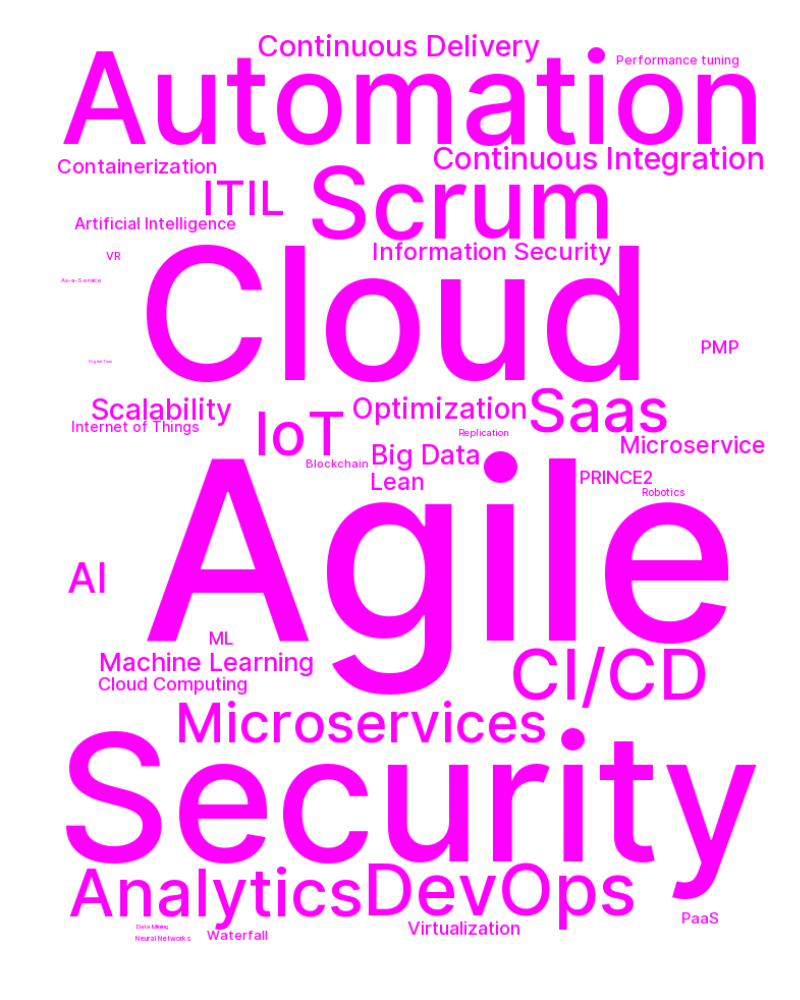 Continuous Delivery
Performance tuning
Automation
Continuous Integration
Containerization
ITIL
Scrum
Artificial Intelligence
Information Security
VR
As-a-Service
Cloud
PMP
Digital Twin
Scalability
Optimization
Saas
Internet of Things
IoT
Replication
Microservice
Big Data
Blockchain
Lean
PRINCE2
Robotics
Agile
AI
ML
Machine Learning
CI/CD
Cloud Computing
Microservices
Security
Analytics
DevOps
PaaS
Data Mining
Virtualization
Neural Networks
Waterfall